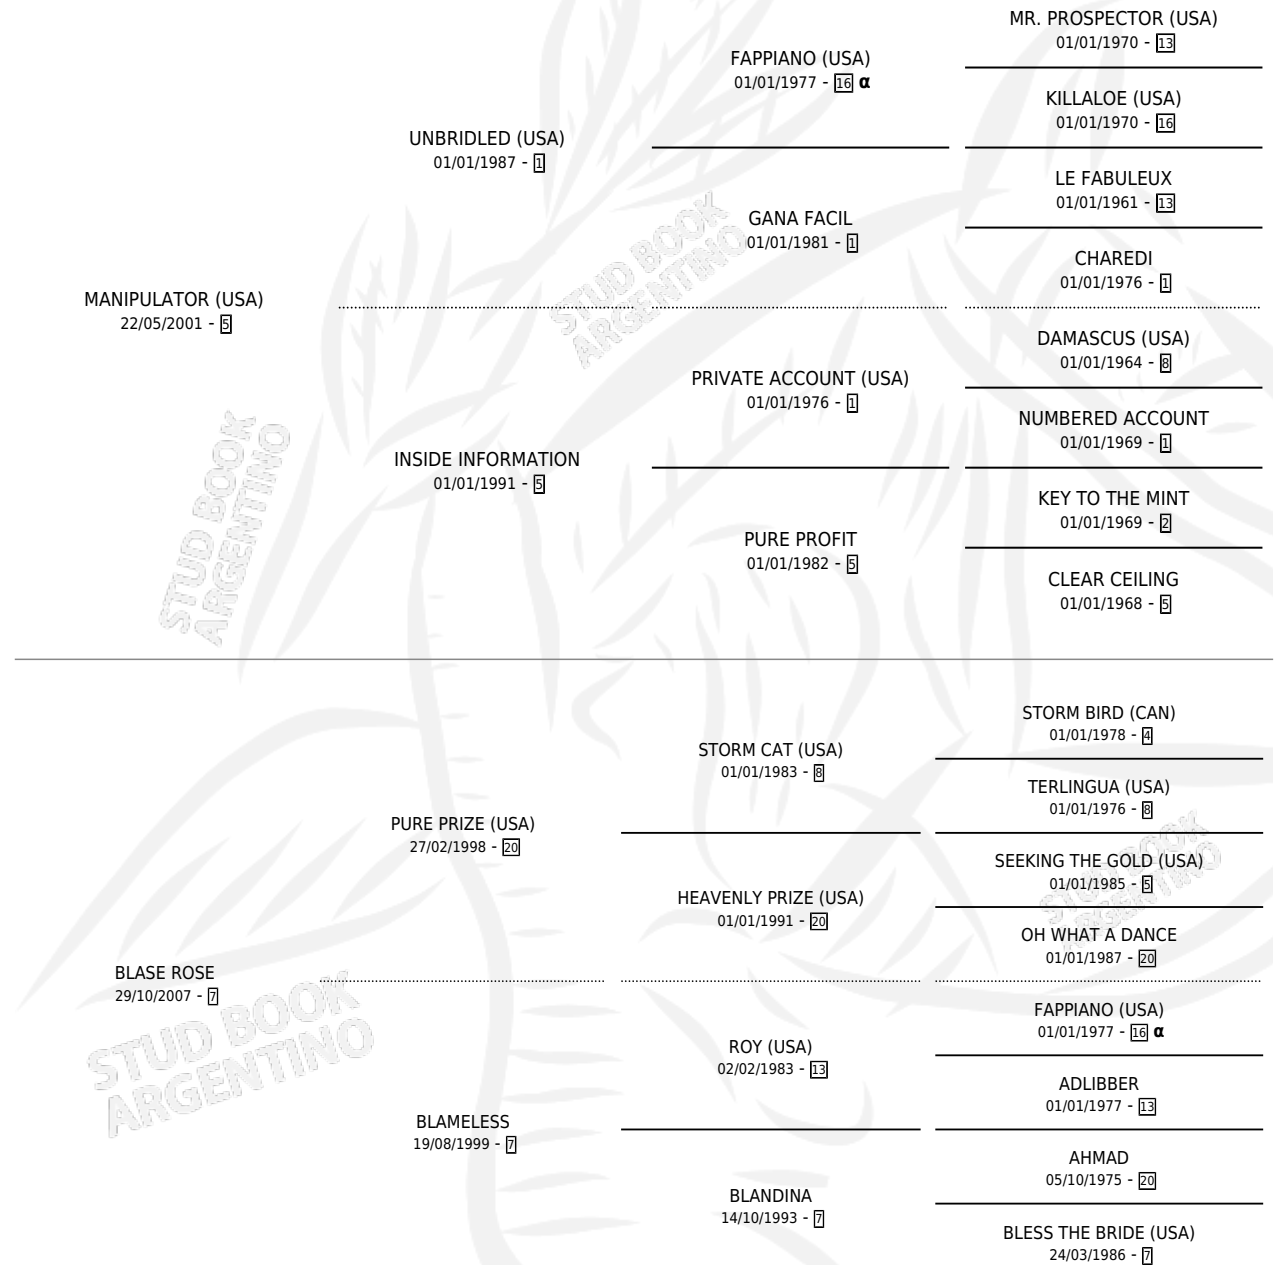 MR. PROSPECTOR (USA)
01/01/1970 - 13
FAPPIANO (USA)
01/01/1977 - 16 α
KILLALOE (USA)
01/01/1970 - 16
UNBRIDLED (USA)
01/01/1987 - 1
LE FABULEUX
01/01/1961 - 13
GANA FACIL
01/01/1981 - 1
CHAREDI
01/01/1976 - 1
MANIPULATOR (USA)
22/05/2001 - 5
DAMASCUS (USA)
01/01/1964 - 8
PRIVATE ACCOUNT (USA)
01/01/1976 - 1
NUMBERED ACCOUNT
01/01/1969 - 1
INSIDE INFORMATION
01/01/1991 - 5
KEY TO THE MINT
01/01/1969 - 2
PURE PROFIT
01/01/1982 - 5
CLEAR CEILING
01/01/1968 - 5
STORM BIRD (CAN)
01/01/1978 - 4
STORM CAT (USA)
01/01/1983 - 8
TERLINGUA (USA)
01/01/1976 - 8
PURE PRIZE (USA)
27/02/1998 - 20
SEEKING THE GOLD (USA)
01/01/1985 - 5
HEAVENLY PRIZE (USA)
01/01/1991 - 20
OH WHAT A DANCE
01/01/1987 - 20
BLASE ROSE
29/10/2007 - 7
FAPPIANO (USA)
01/01/1977 - 16 α
ROY (USA)
02/02/1983 - 13
ADLIBBER
01/01/1977 - 13
BLAMELESS
19/08/1999 - 7
AHMAD
05/10/1975 - 20
BLANDINA
14/10/1993 - 7
BLESS THE BRIDE (USA)
24/03/1986 - 7
STUD BOOK
ARGENTINO
STUD BOOK
ARGENTINO
STUD BOOK
ARGENTINO
STUD BOOK
ARGENTINO